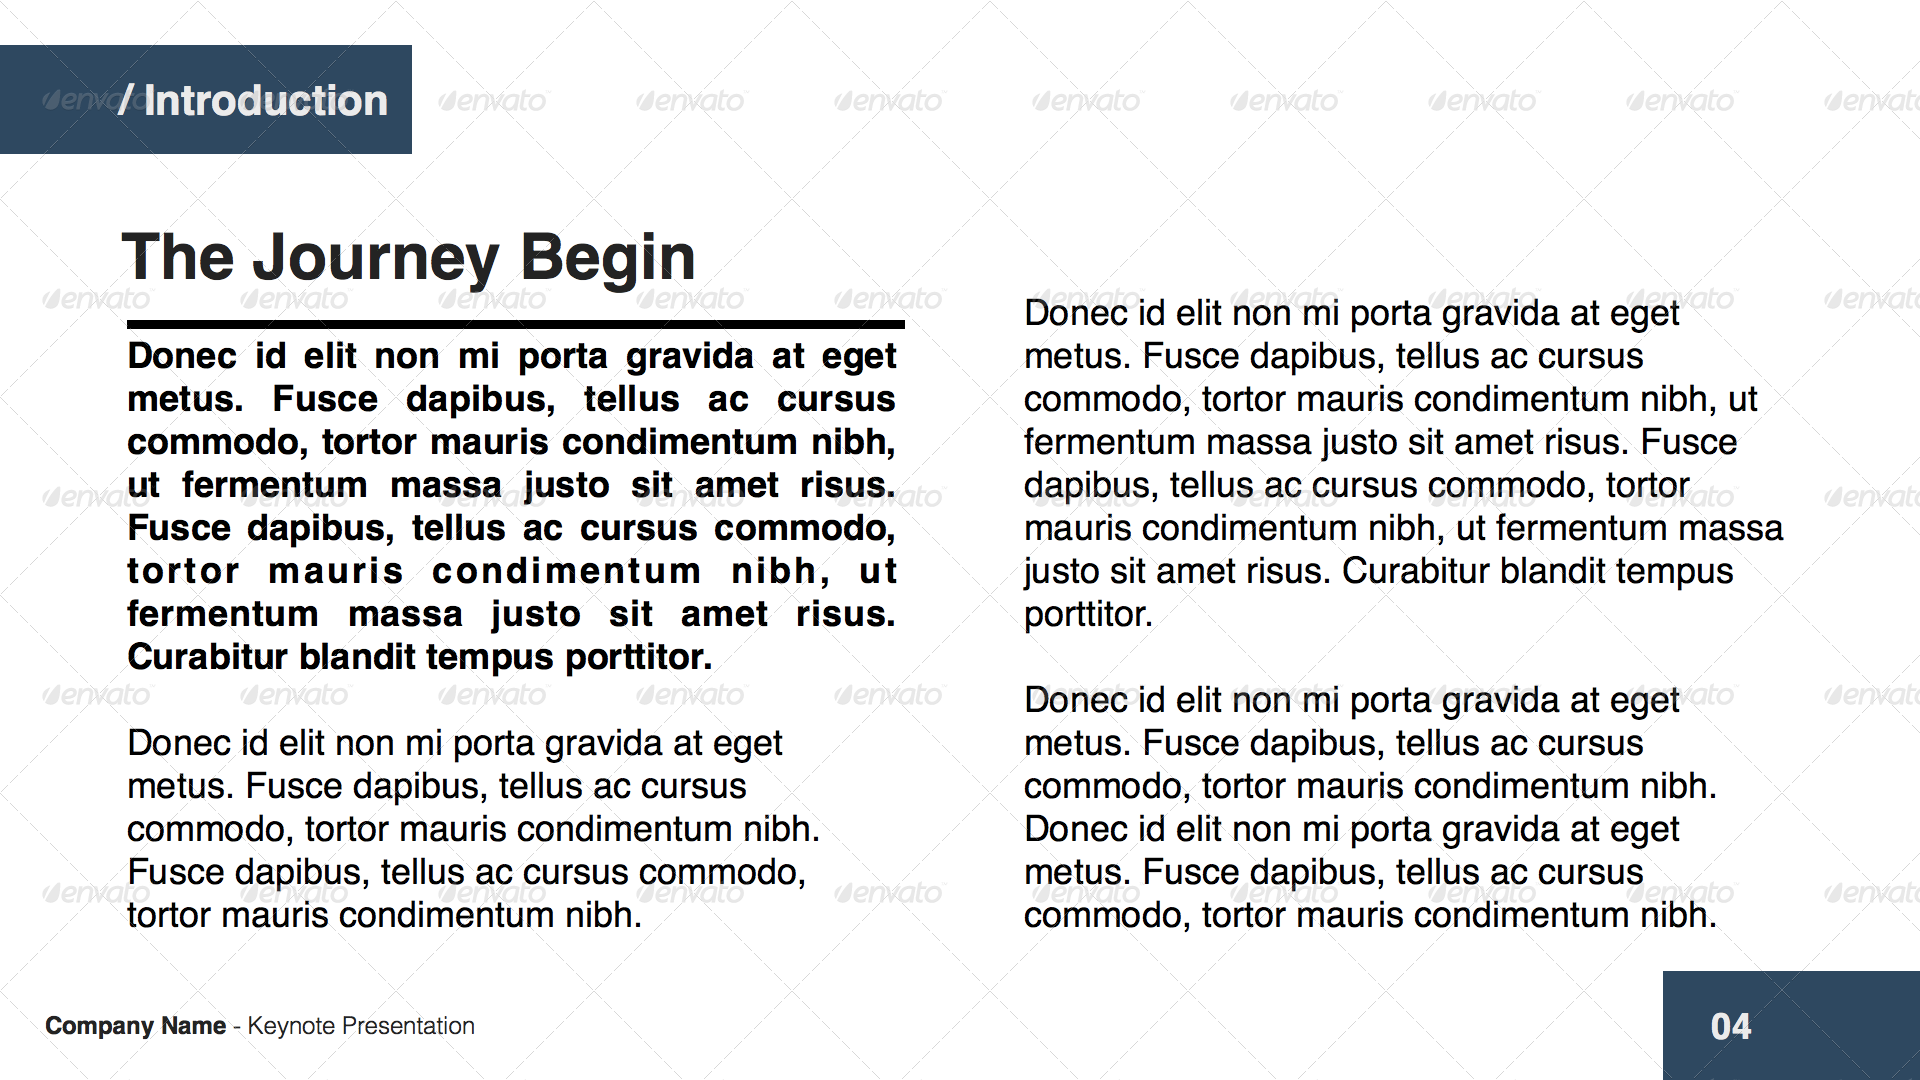 / Introduction
The Journey Begin
Donec id elit non mi porta gravida at eget
metus. Fusce dapibus, tellus ac cursus
commodo, tortor mauris condimentum nibh,
ut fermentum massa justo sit amet risus.
Fusce dapibus, tellus ac cursus commodo,
tortor mauris condimentum nibh, ut
fermentum massa justo sit amet risus.
Curabitur blandit tempus porttitor.
Donec id elit non mi porta gravida at eget
metus. Fusce dapibus, tellus ac cursus
commodo, tortor mauris condimentum nibh.
Fusce dapibus, tellus ac cursus commodo,
tortor mauris condimentum nibh.
Donec id elit non mi porta gravida at eget
metus. Fusce dapibus, tellus ac cursus
commodo, tortor mauris condimentum nibh, ut
fermentum massa justo sit amet risus. Fusce
dapibus, tellus ac cursus commodo, tortor
mauris condimentum nibh, ut fermentum massa
justo sit amet risus. Curabitur blandit tempus
porttitor.
Donec id elit non mi porta gravida at eget
metus. Fusce dapibus, tellus ac cursus
commodo, tortor mauris condimentum nibh.
Donec id elit non mi porta gravida at eget
metus. Fusce dapibus, tellus ac cursus
commodo, tortor mauris condimentum nibh.
Company Name - Keynote Presentation
04
envato